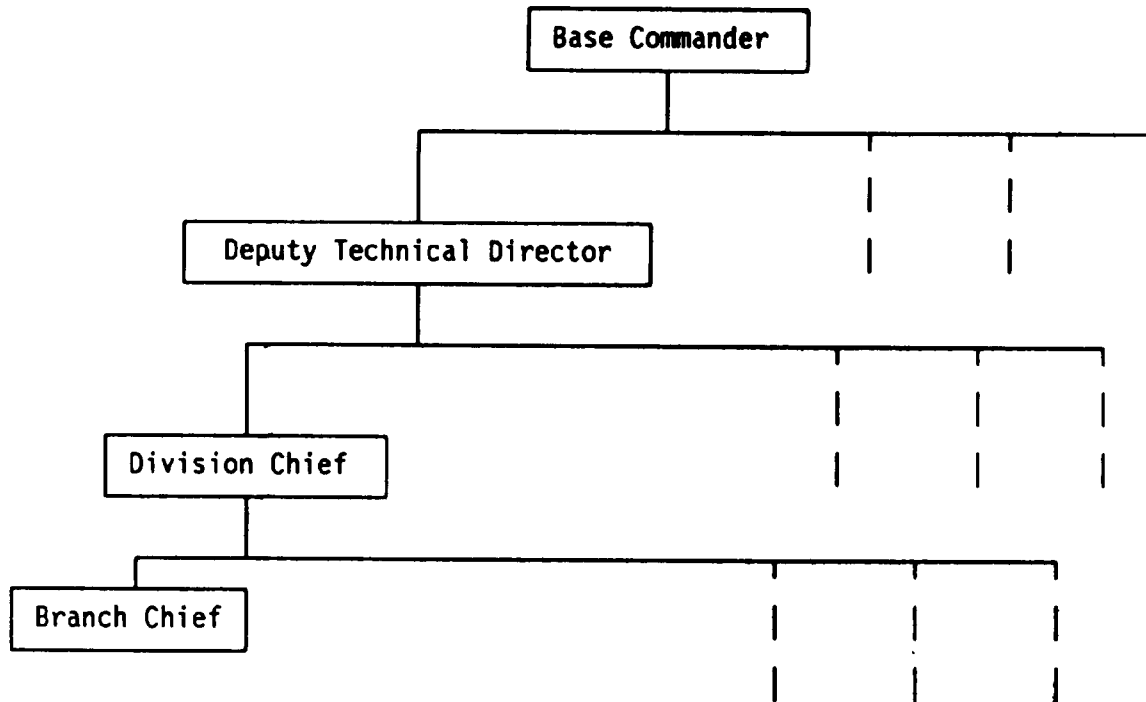 Base Commander
Deputy Technical Director
Division Chief
Branch Chief